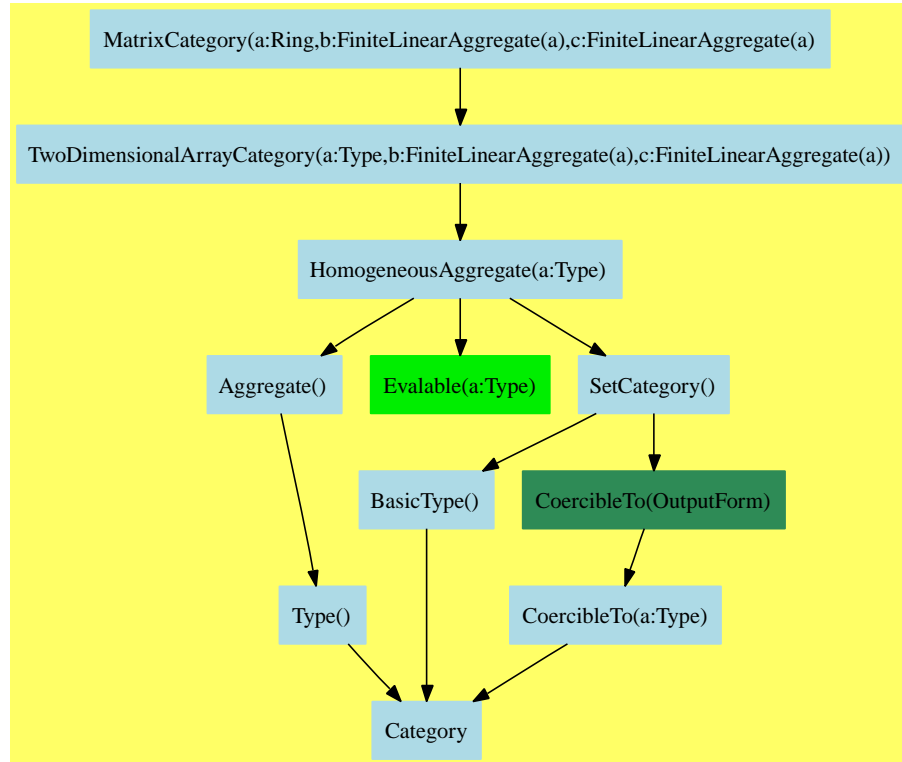 MatrixCategory(a:Ring,b:FiniteLinearAggregate(a),c:FiniteLinearAggregate(a)
TwoDimensionalArrayCategory(a:Type,b:FiniteLinearAggregate(a),c:FiniteLinearAggregate(a))
HomogeneousAggregate(a:Type)
Aggregate()
Evalable(a:Type)
SetCategory()
BasicType()
CoercibleTo(OutputForm)
Type()
CoercibleTo(a:Type)
Category